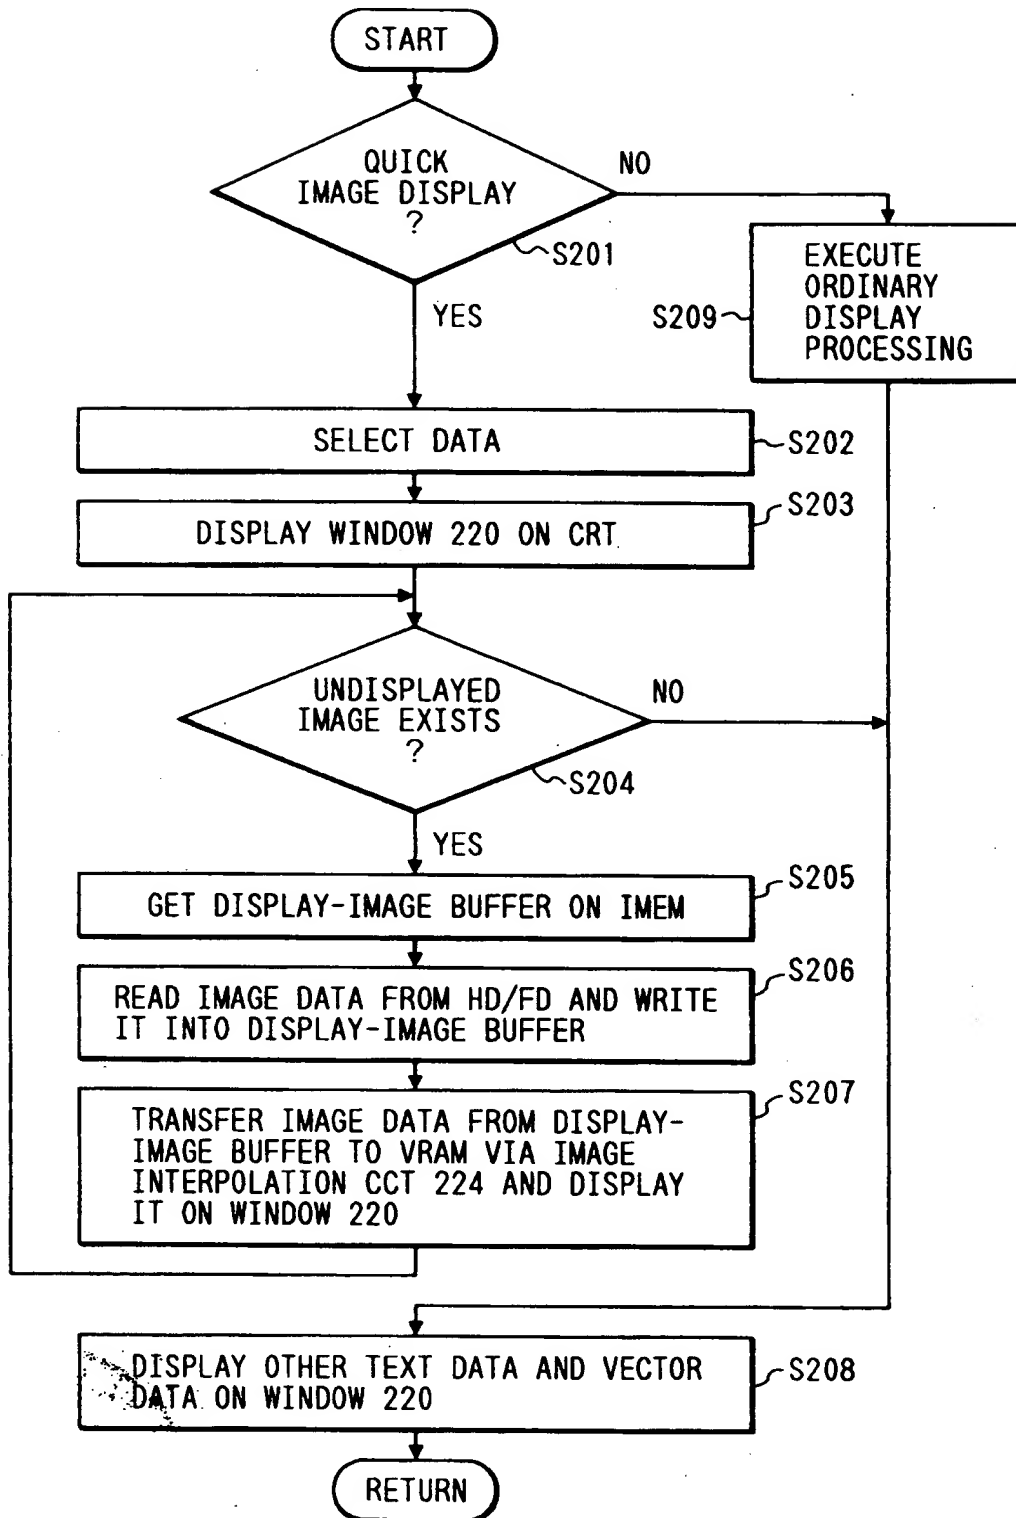 START
QUICK
IMAGE DISPLAY
?
NO
S201
YES
EXECUTE
ORDINARY
DISPLAY
PROCESSING
S209
SELECT DATA
S202
DISPLAY WINDOW 220 ON CRT
S203
UNDISPLAYED
IMAGE EXISTS
?
NO
S204
YES
GET DISPLAY-IMAGE BUFFER ON IMEM
S205
READ IMAGE DATA FROM HD/FD AND WRITE
IT INTO DISPLAY-IMAGE BUFFER
S206
TRANSFER IMAGE DATA FROM DISPLAY-
IMAGE BUFFER TO VRAM VIA IMAGE
INTERPOLATION CCT 224 AND DISPLAY
IT ON WINDOW 220
S207
DISPLAY OTHER TEXT DATA AND VECTOR
DATA ON WINDOW 220
S208
RETURN